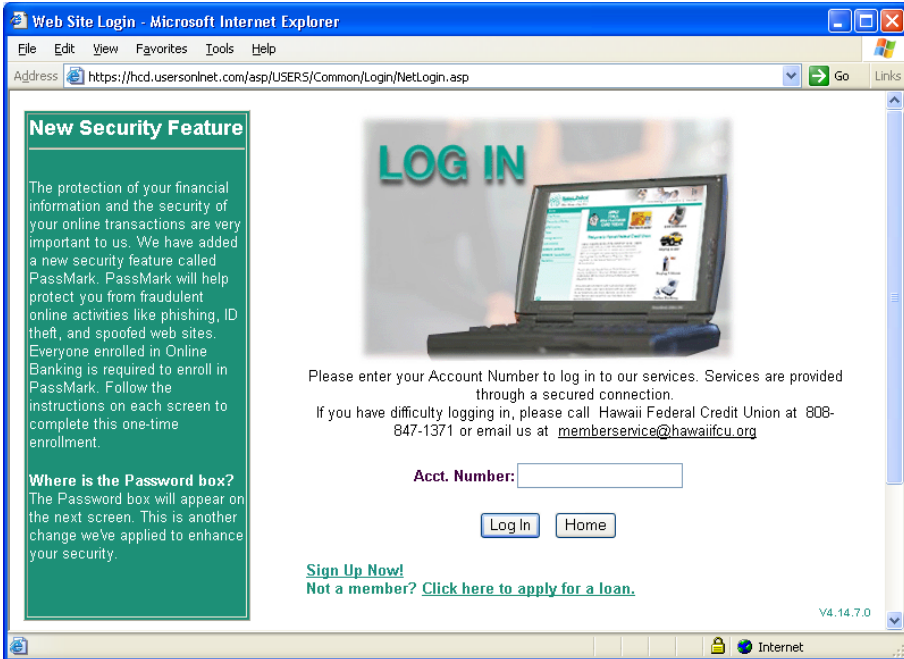 Web Site Login - Microsoft Internet Explorer
File Edit View Favorites Tools Help
Address https://hcd.usersonlnet.com/asp/USERS/Common/Login/NetLogin.asp Go Links
New Security Feature
The protection of your financial
information and the security of
your online transactions are very
important to us. We have added
a new security feature called
PassMark. PassMark will help
protect you from fraudulent
online activities like phishing, ID
theft, and spoofed web sites.
Everyone enrolled in Online
Banking is required to enroll in
PassMark. Follow the
instructions on each screen to
complete this one-time
enrollment.
Where is the Password box?
The Password box will appear on
the next screen. This is another
change we've applied to enhance
your security.
LOG IN
Please enter your Account Number to log in to our services. Services are provided
through a secured connection.
If you have difficulty logging in, please call Hawaii Federal Credit Union at 808-
847-1371 or email us at memberservice@hawaiifcu.org
Acct. Number:
Log In Home
Sign Up Now!
Not a member? Click here to apply for a loan.
V4.14.7.0
Internet